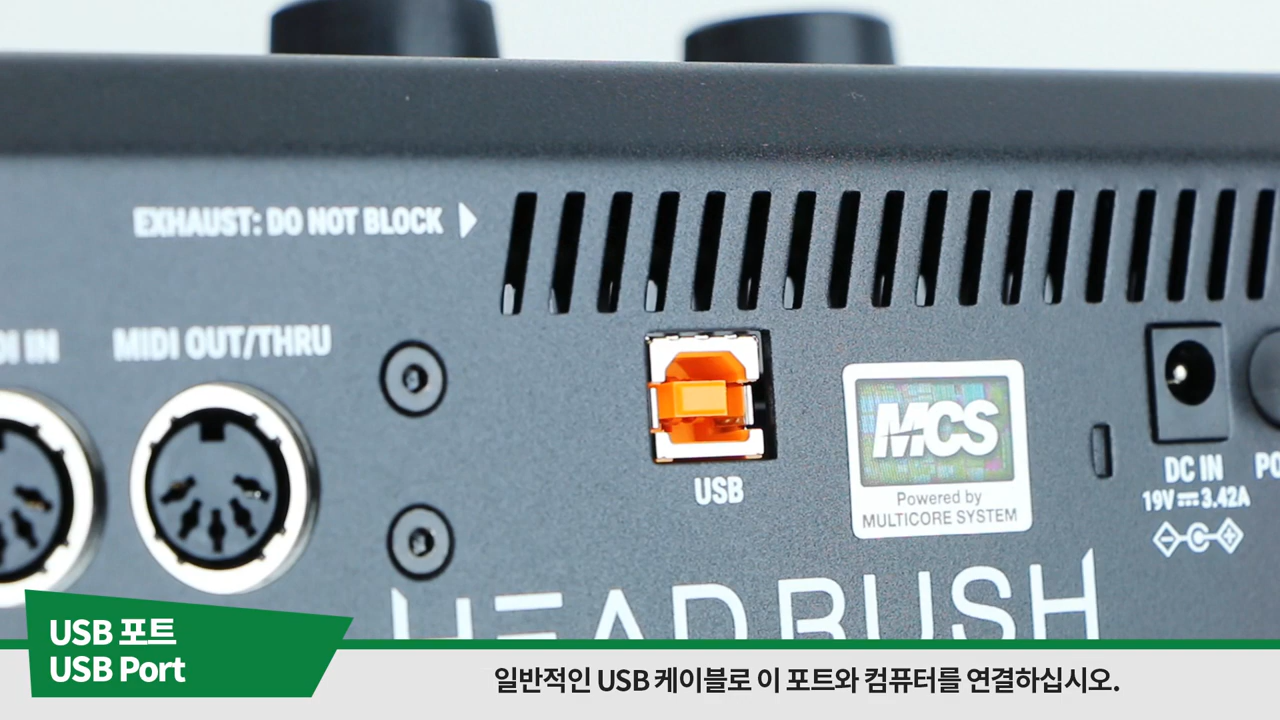 EXHAUST: DO NOT BLOCK
MIDI OUT/THRU
USB
MCS
Powered by
MULTICORE SYSTEM
DC IN
19V 3.42A
HEADRUSH
USB 포트
USB Port
일반적인 USB 케이블로 이 포트와 컴퓨터를 연결하십시오.